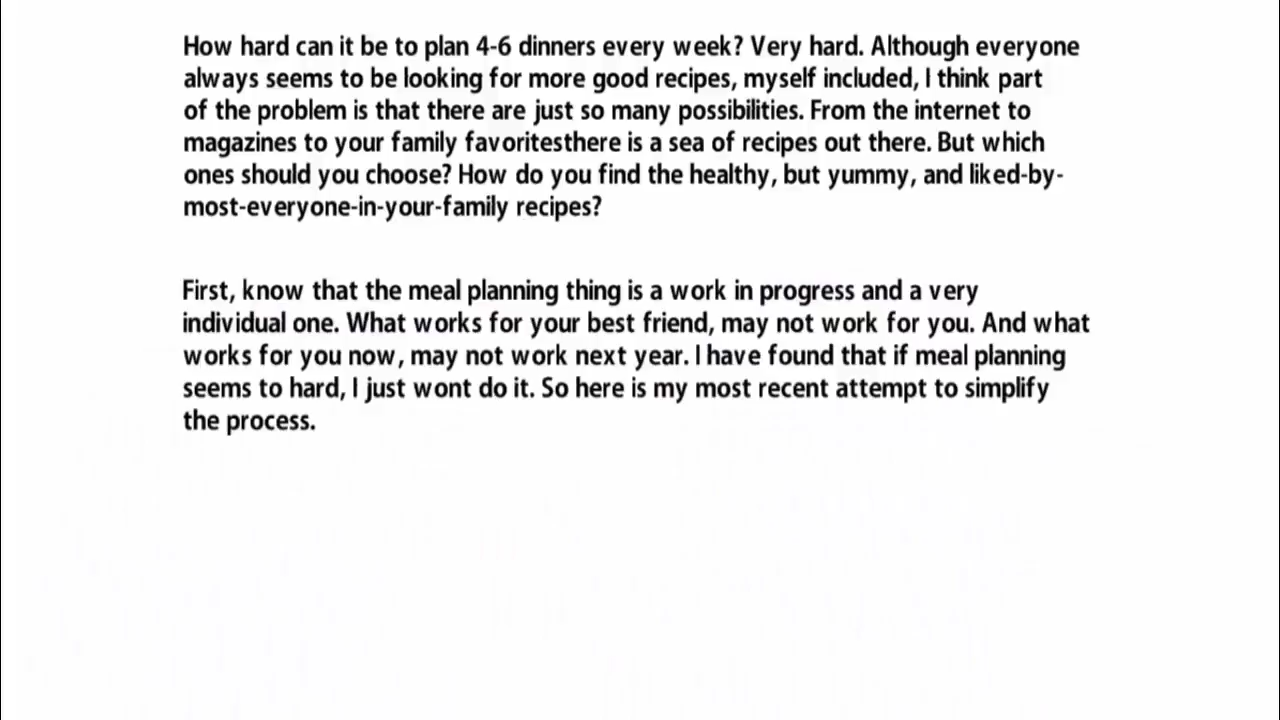 How hard can it be to plan 4-6 dinners every week? Very hard. Although everyone
always seems to be looking for more good recipes, myself included, I think part
of the problem is that there are just so many possibilities. From the internet to
magazines to your family favoritesthere is a sea of recipes out there. But which
ones should you choose? How do you find the healthy, but yummy, and liked-by-
most-everyone-in-your-family recipes?
First, know that the meal planning thing is a work in progress and a very
individual one. What works for your best friend, may not work for you. And what
works for you now, may not work next year. I have found that if meal planning
seems to hard, I just wont do it. So here is my most recent attempt to simplify
the process.